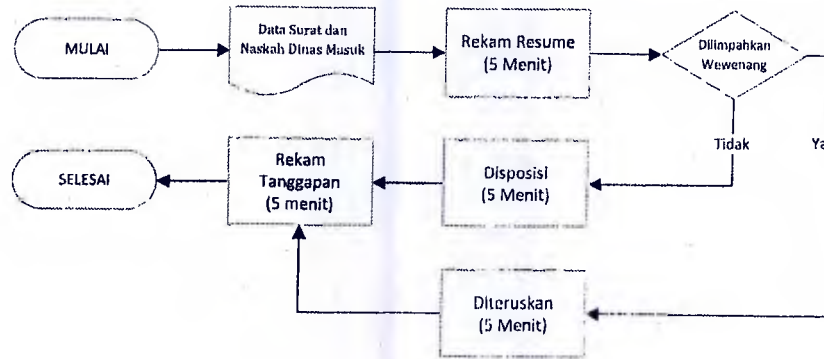 MULAI
Data Surat dan
Naskah Dinas Masuk
Rekam Resume
(5 Menit)
Dilimpahkan
Wewenang
Tidak
Ya
SELESAI
Rekam
Tanggapan
(5 menit)
Disposisi
(5 Menit)
Diteruskan
(5 Menit)